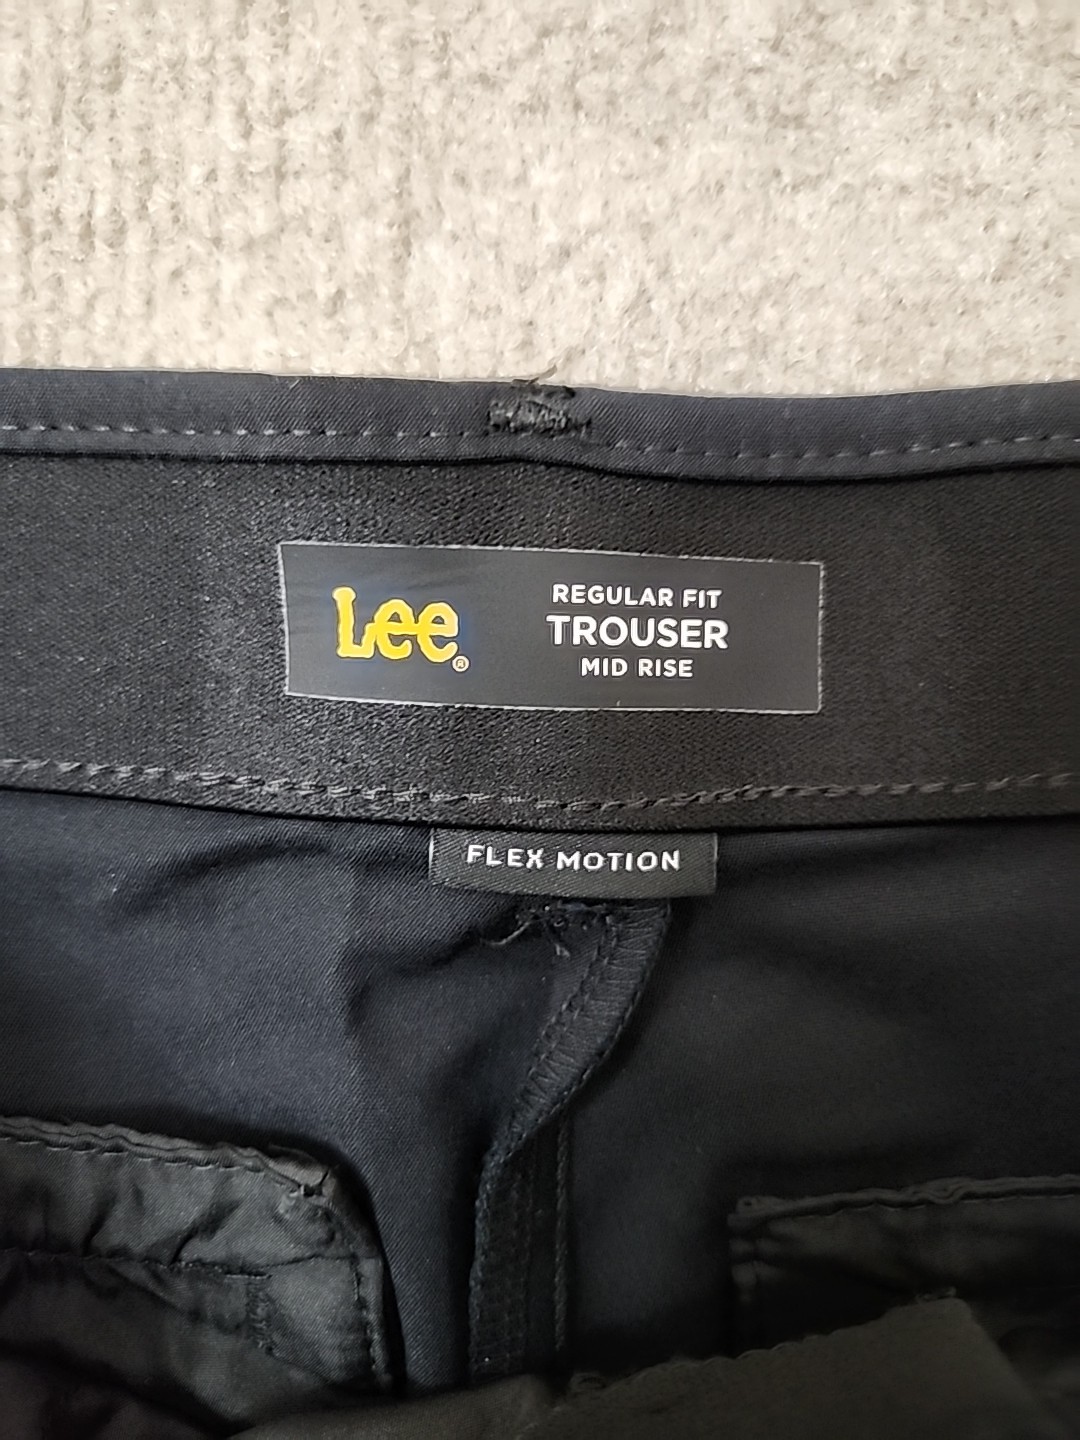 Lee®
REGULAR FIT
TROUSER
MID RISE
FLEX MOTION